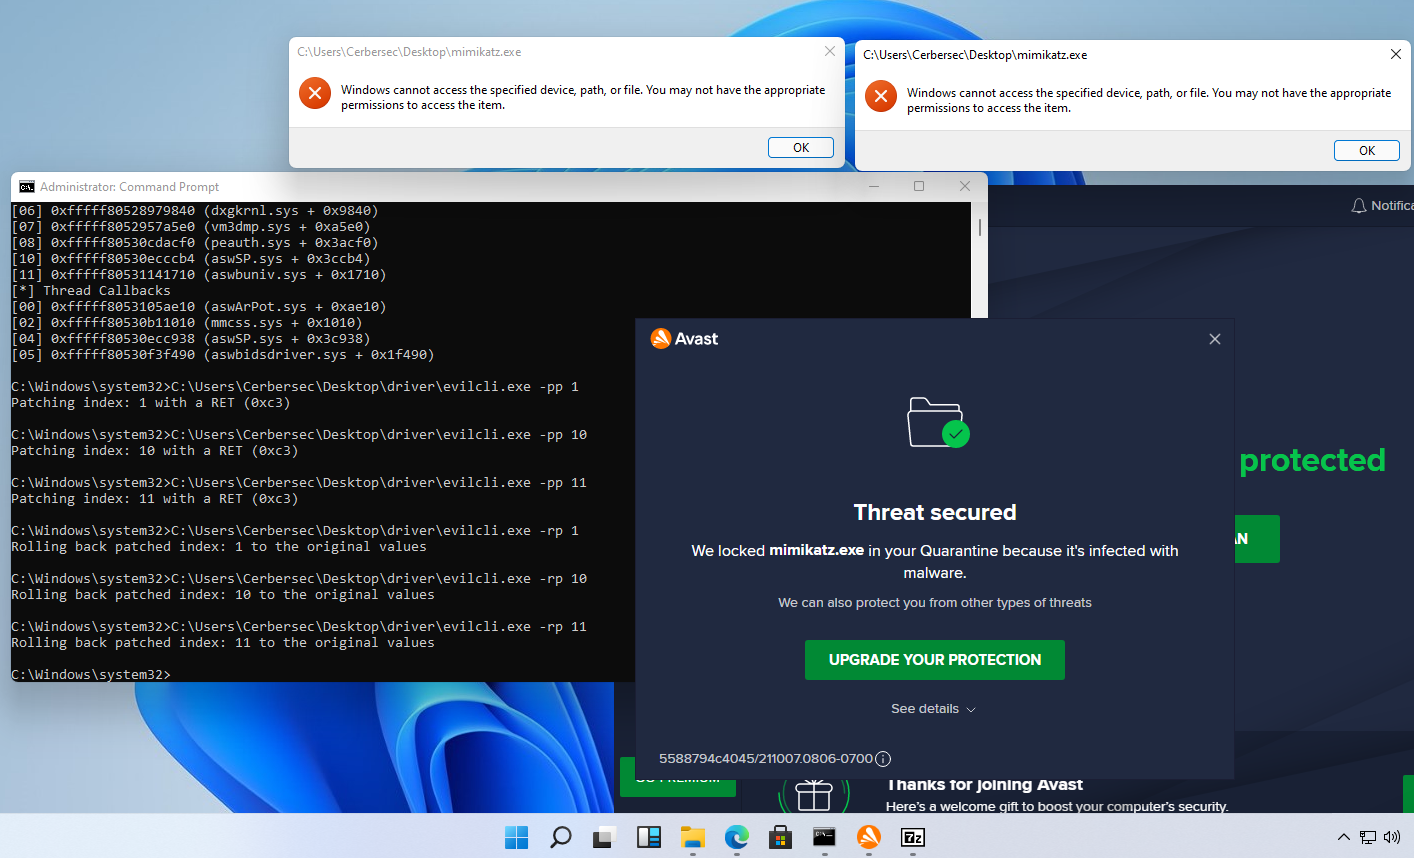 C:\Users\Cerbersec\Desktop\mimikatz.exe
Windows cannot access the specified device, path, or file. You may not have the appropriate
permissions to access the item.
OK
C:\Users\Cerbersec\Desktop\mimikatz.exe
Windows cannot access the specified device, path, or file. You may not have the appropriate
permissions to access the item.
OK
Administrator: Command Prompt
[06] 0xfffff80528979840 (dxgkrnl.sys + 0x9840)
[07] 0xfffff8052957a5e0 (vm3dmp.sys + 0xa5e0)
[08] 0xfffff80530cdacf0 (peauth.sys + 0x3acf0)
[10] 0xfffff80530ecccb4 (aswSP.sys + 0x3ccb4)
[11] 0xfffff80531141710 (aswbuniv.sys + 0x1710)
[*] Thread Callbacks
[00] 0xfffff8053105ae10 (aswArPot.sys + 0xae10)
[02] 0xfffff80530b11010 (mmcss.sys + 0x1010)
[04] 0xfffff80530ecc938 (aswSP.sys + 0x3c938)
[05] 0xfffff80530f3f490 (aswbidsdriver.sys + 0x1f490)
C:\Windows\system32>C:\Users\Cerbersec\Desktop\driver\evilcli.exe -pp 1
Patching index: 1 with a RET (0xc3)
C:\Windows\system32>C:\Users\Cerbersec\Desktop\driver\evilcli.exe -pp 10
Patching index: 10 with a RET (0xc3)
C:\Windows\system32>C:\Users\Cerbersec\Desktop\driver\evilcli.exe -pp 11
Patching index: 11 with a RET (0xc3)
C:\Windows\system32>C:\Users\Cerbersec\Desktop\driver\evilcli.exe -rp 1
Rolling back patched index: 1 to the original values
C:\Windows\system32>C:\Users\Cerbersec\Desktop\driver\evilcli.exe -rp 10
Rolling back patched index: 10 to the original values
C:\Windows\system32>C:\Users\Cerbersec\Desktop\driver\evilcli.exe -rp 11
Rolling back patched index: 11 to the original values
C:\Windows\system32>
Notifica
protected
AN
Avast
Threat secured
We locked mimikatz.exe in your Quarantine because it's infected with
malware.
We can also protect you from other types of threats
UPGRADE YOUR PROTECTION
See details
5588794c4045/211007.0806-0700
Thanks for joining Avast
Here's a welcome gift to boost your computer's security.
7z